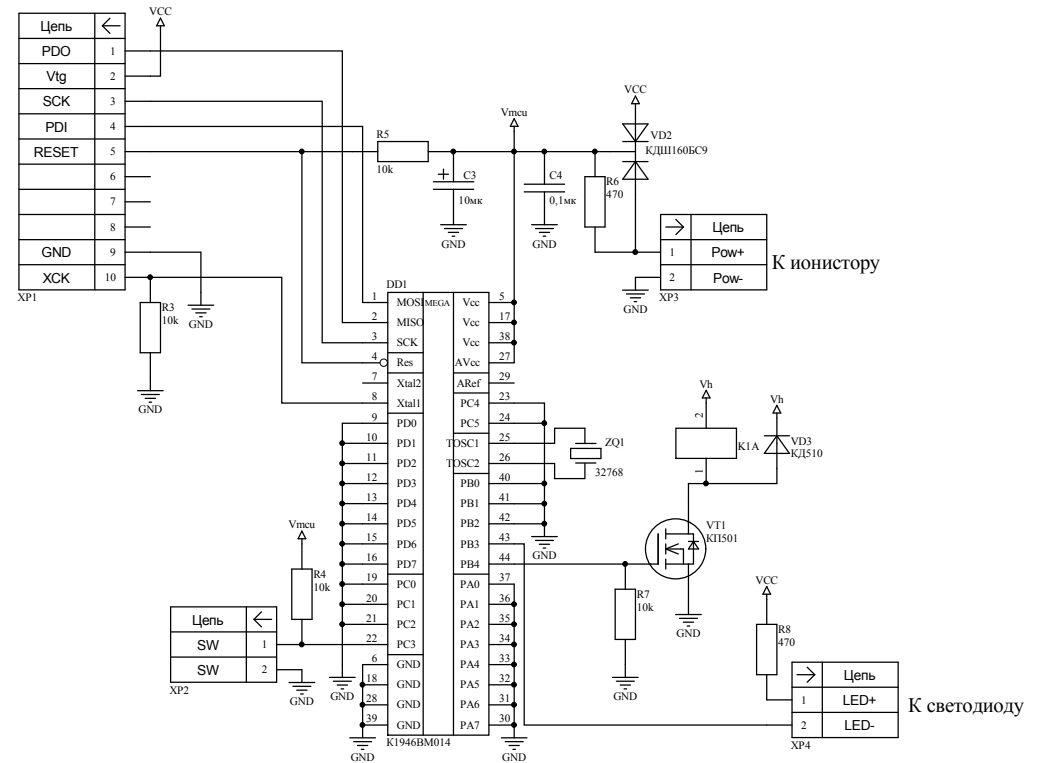 Цепь
PDO 1
Vtg 2
SCK 3
PDI 4
RESET 5
6
7
8
GND 9
XCK 10
XP1
VCC
R3
10k
GND
GND
R5
10k
Vmcu
C3
10мк
GND
C4
0,1мк
GND
R6
470
VCC
VD2
КДШ160БС9
Цепь
1 Pow+
2 Pow-
XP3
GND
К ионистору
DD1
MEGA
1 MOSI
2 MISO
3 SCK
4 Res
7 Xtal2
8 Xtal1
9 PD0
10 PD1
11 PD2
12 PD3
13 PD4
14 PD5
15 PD6
16 PD7
19 PC0
20 PC1
21 PC2
22 PC3
6 GND
18 GND
28 GND
39 GND
К1946ВМ014
Vcc 5
Vcc 17
Vcc 38
AVcc 27
ARef 29
PC4 23
PC5 24
TOSC1 25
TOSC2 26
PB0 40
PB1 41
PB2 42
PB3 43
PB4 44
PA0 37
PA1 36
PA2 35
PA3 34
PA4 33
PA5 32
PA6 31
PA7 30
GND
GND
GND
GND
ZQ1
32768
Vh
2
K1A
1
Vh
VD3
КД510
VT1
КП501
GND
R7
10k
GND
Vmcu
R4
10k
Цепь
SW 1
SW 2
XP2
GND
VCC
R8
470
Цепь
1 LED+
2 LED-
XP4
К светодиоду